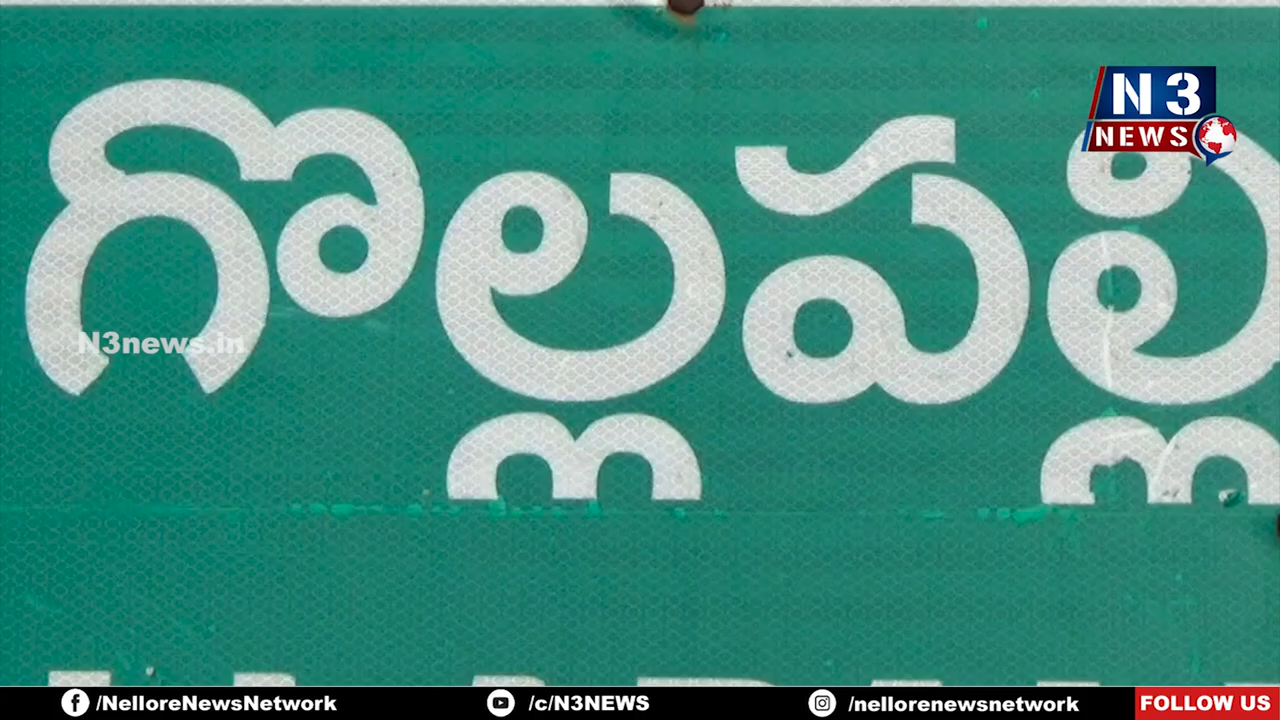 గొల్లపల్లి
N3
NEWS
N3news.in
/NelloreNewsNetwork
/c/N3NEWS
/nellorenewsnetwork
FOLLOW US